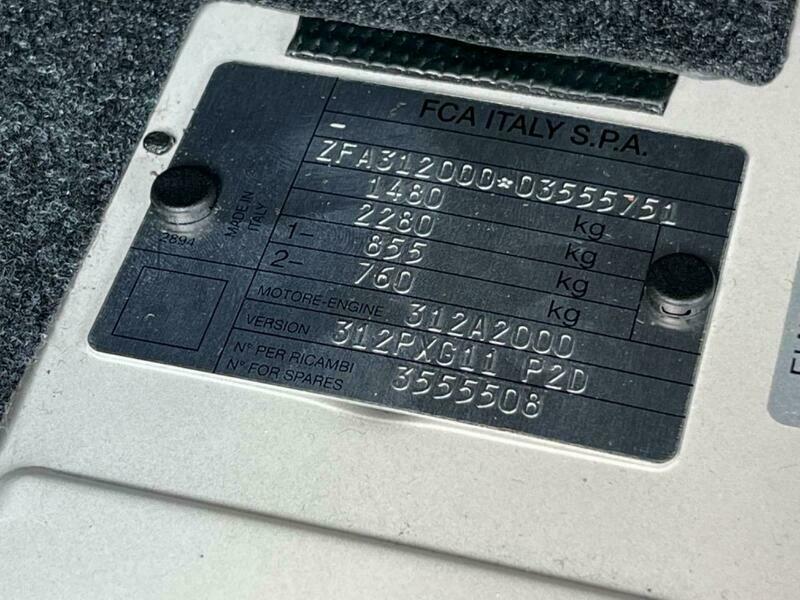 FCA ITALY S.P.A.
-
ZFA312000*03555751
1480 kg
2280 kg
1- 855 kg
2- 760 kg
MADE IN
ITALY
2894
MOTORE-ENGINE 312A2000
VERSION 312PXG11 P2D
N° PER RICAMBI
N° FOR SPARES 3555508